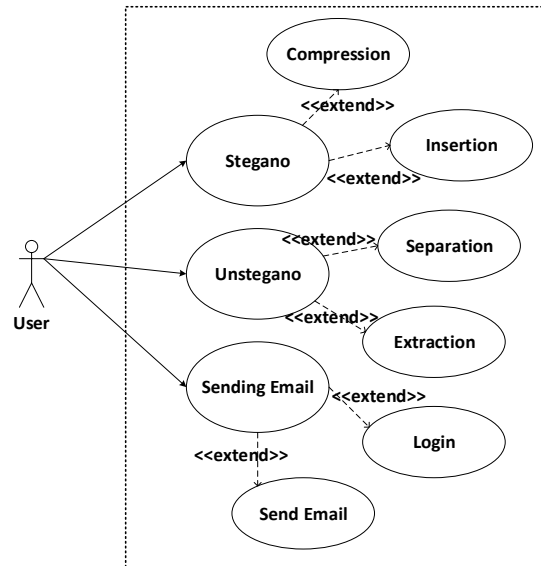 Compression
<<extend>>
Stegano
Insertion
<<extend>>
<<extend>>
Separation
Unstegano
<<extend>>
User
Extraction
Sending Email
<<extend>>
Login
<<extend>>
Send Email